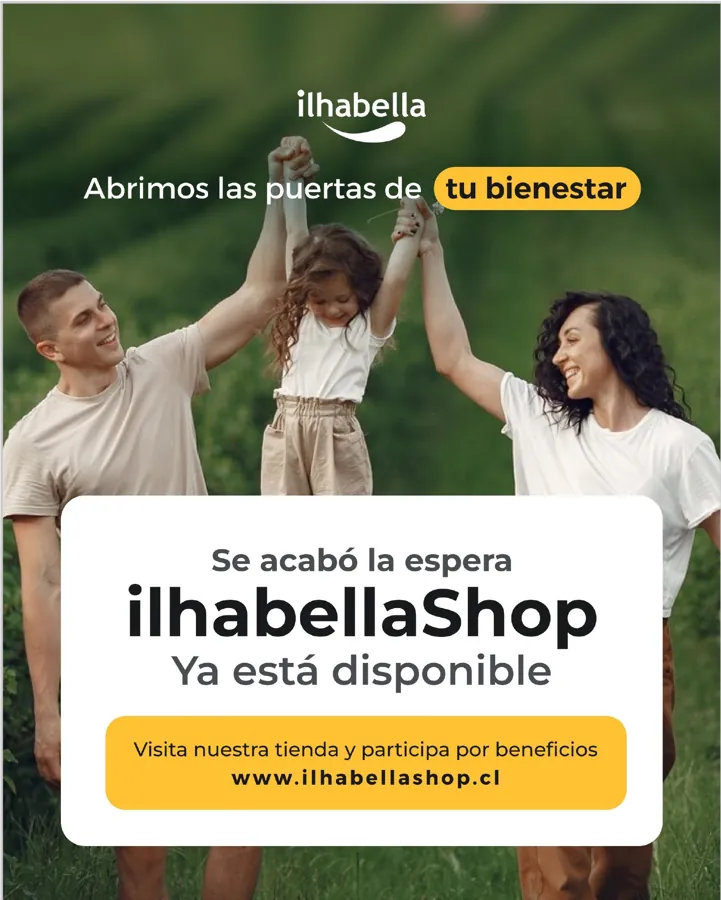 ilhabella
Abrimos las puertas de tu bienestar
Se acabó la espera
ilhabellaShop
Ya está disponible
Visita nuestra tienda y participa por beneficios
www.ilhabellashop.cl